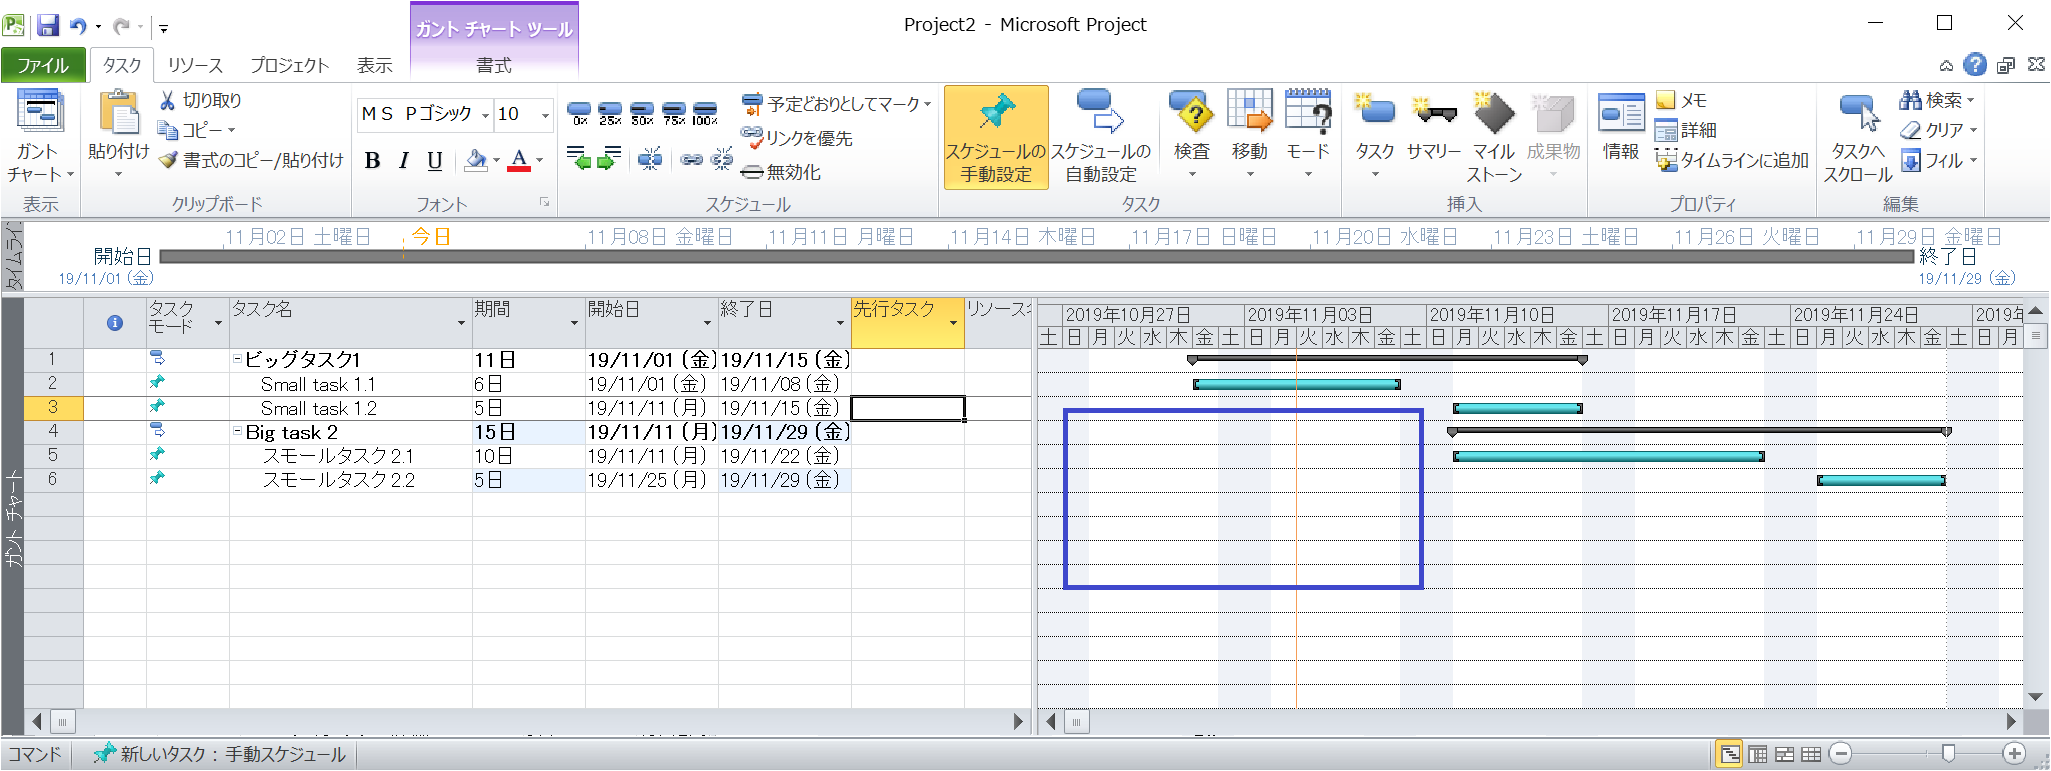 Project2 - Microsoft Project
ガント チャート ツール
ファイル タスク リソース プロジェクト 表示 書式
ガント チャート
貼り付け
切り取り
コピー
書式のコピー/貼り付け
ＭＳ Ｐゴシック 10
B I U A
0% 25% 50% 75% 100%
予定どおりとしてマーク
リンクを優先
無効化
スケジュールの 手動設定
スケジュールの 自動設定
検査 移動 モード
タスク サマリー マイルストーン 成果物
情報
メモ
詳細
タイムラインに追加
タスクへ スクロール
検索
クリア
フィル
表示 クリップボード フォント スケジュール タスク 挿入 プロパティ 編集
タイムライ
11月02日 土曜日 今日 11月08日 金曜日 11月11日 月曜日 11月14日 木曜日 11月17日 日曜日 11月20日 水曜日 11月23日 土曜日 11月26日 火曜日 11月29日 金曜日
開始日
19/11/01 (金)
終了日
19/11/29 (金)
タスク モード タスク名 期間 開始日 終了日 先行タスク リソース
2019年10月27日 2019年11月03日 2019年11月10日 2019年11月17日 2019年11月24日 2019年
土 日 月 火 水 木 金 土 日 月 火 水 木 金 土 日 月 火 水 木 金 土 日 月 火 水 木 金 土 日 月 火 水 木 金 土 日 月
1 ビッグタスク1 11日 19/11/01 (金) 19/11/15 (金)
2 Small task 1.1 6日 19/11/01 (金) 19/11/08 (金)
3 Small task 1.2 5日 19/11/11 (月) 19/11/15 (金)
4 Big task 2 15日 19/11/11 (月) 19/11/29 (金)
5 スモールタスク2.1 10日 19/11/11 (月) 19/11/22 (金)
6 スモールタスク2.2 5日 19/11/25 (月) 19/11/29 (金)
ガント チャート
コマンド 新しいタスク : 手動スケジュール